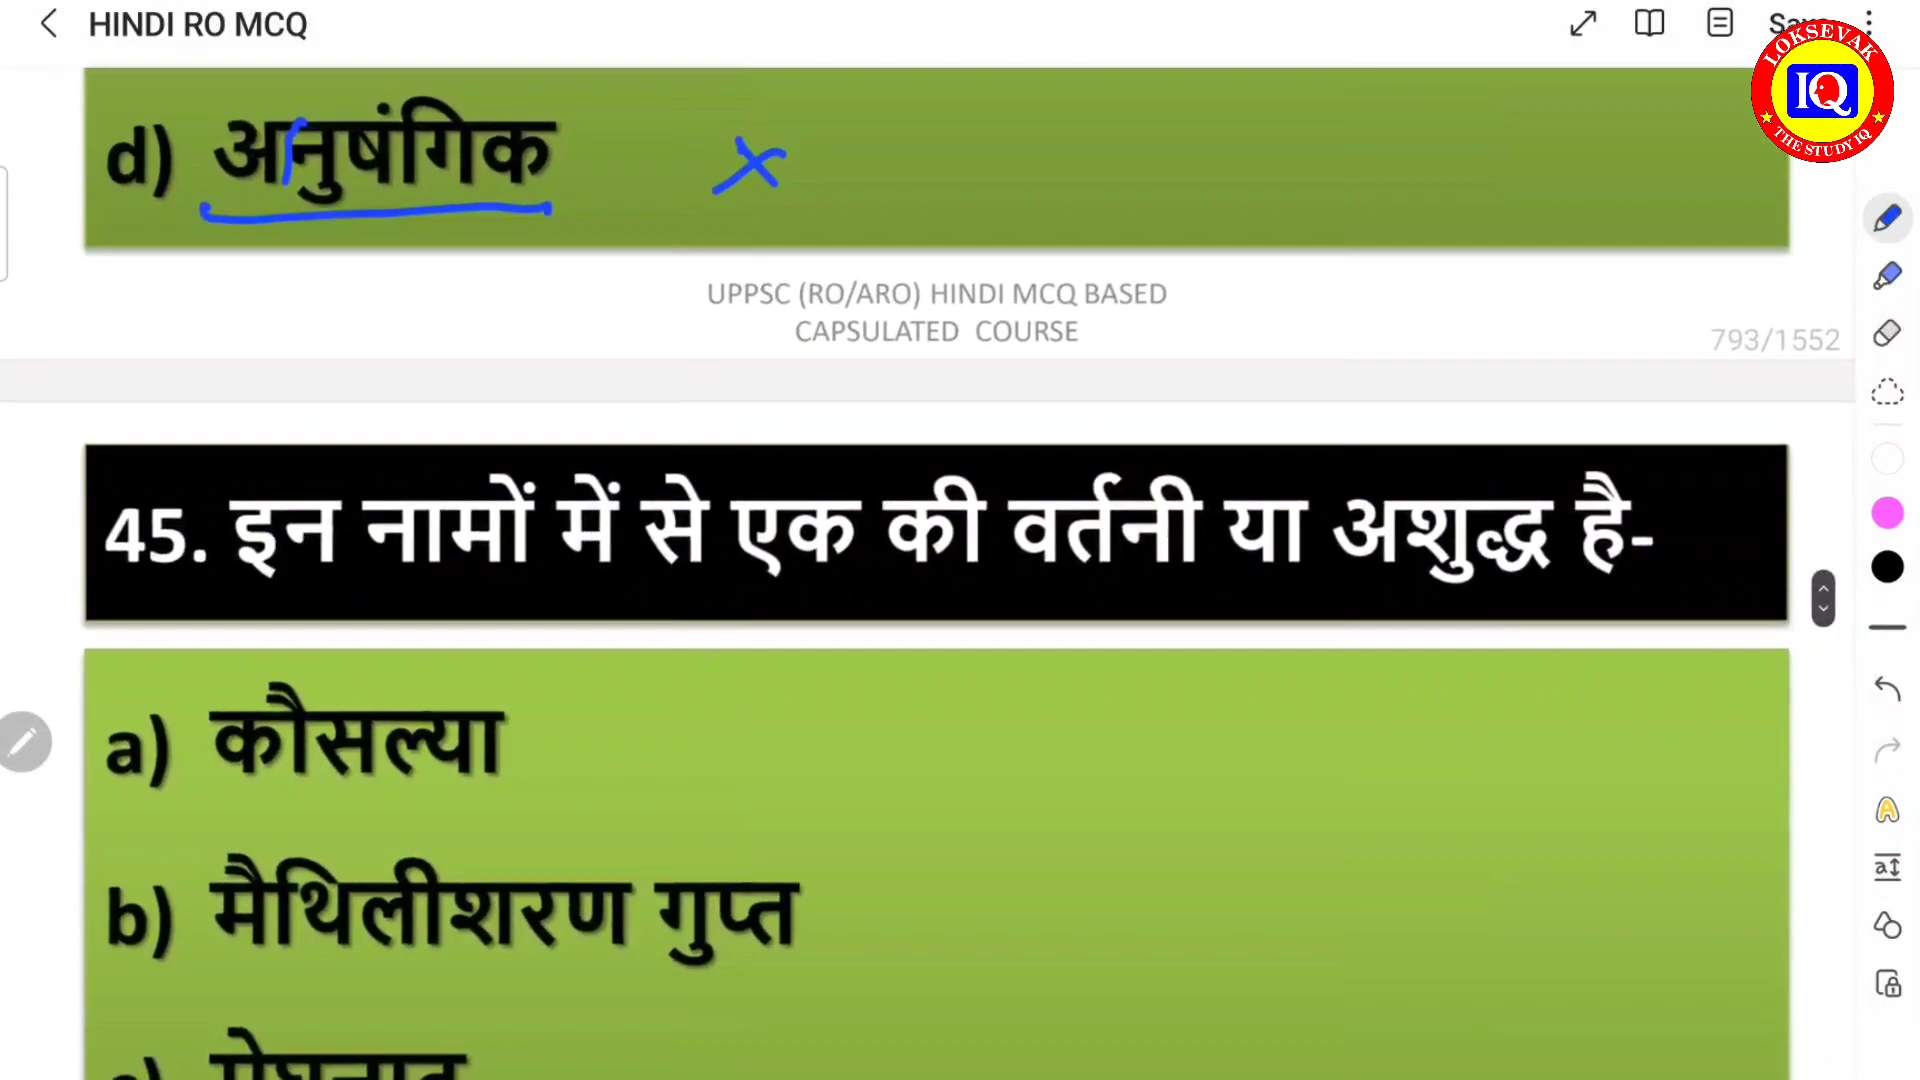 HINDI RO MCQ
LOKSEVAK
IQ
THE STUDY IQ
d) अनुषंगिक
UPPSC (RO/ARO) HINDI MCQ BASED
CAPSULATED COURSE
793/1552
45. इन नामों में से एक की वर्तनी या अशुद्ध है-
a) कौसल्या
b) मैथिलीशरण गुप्त